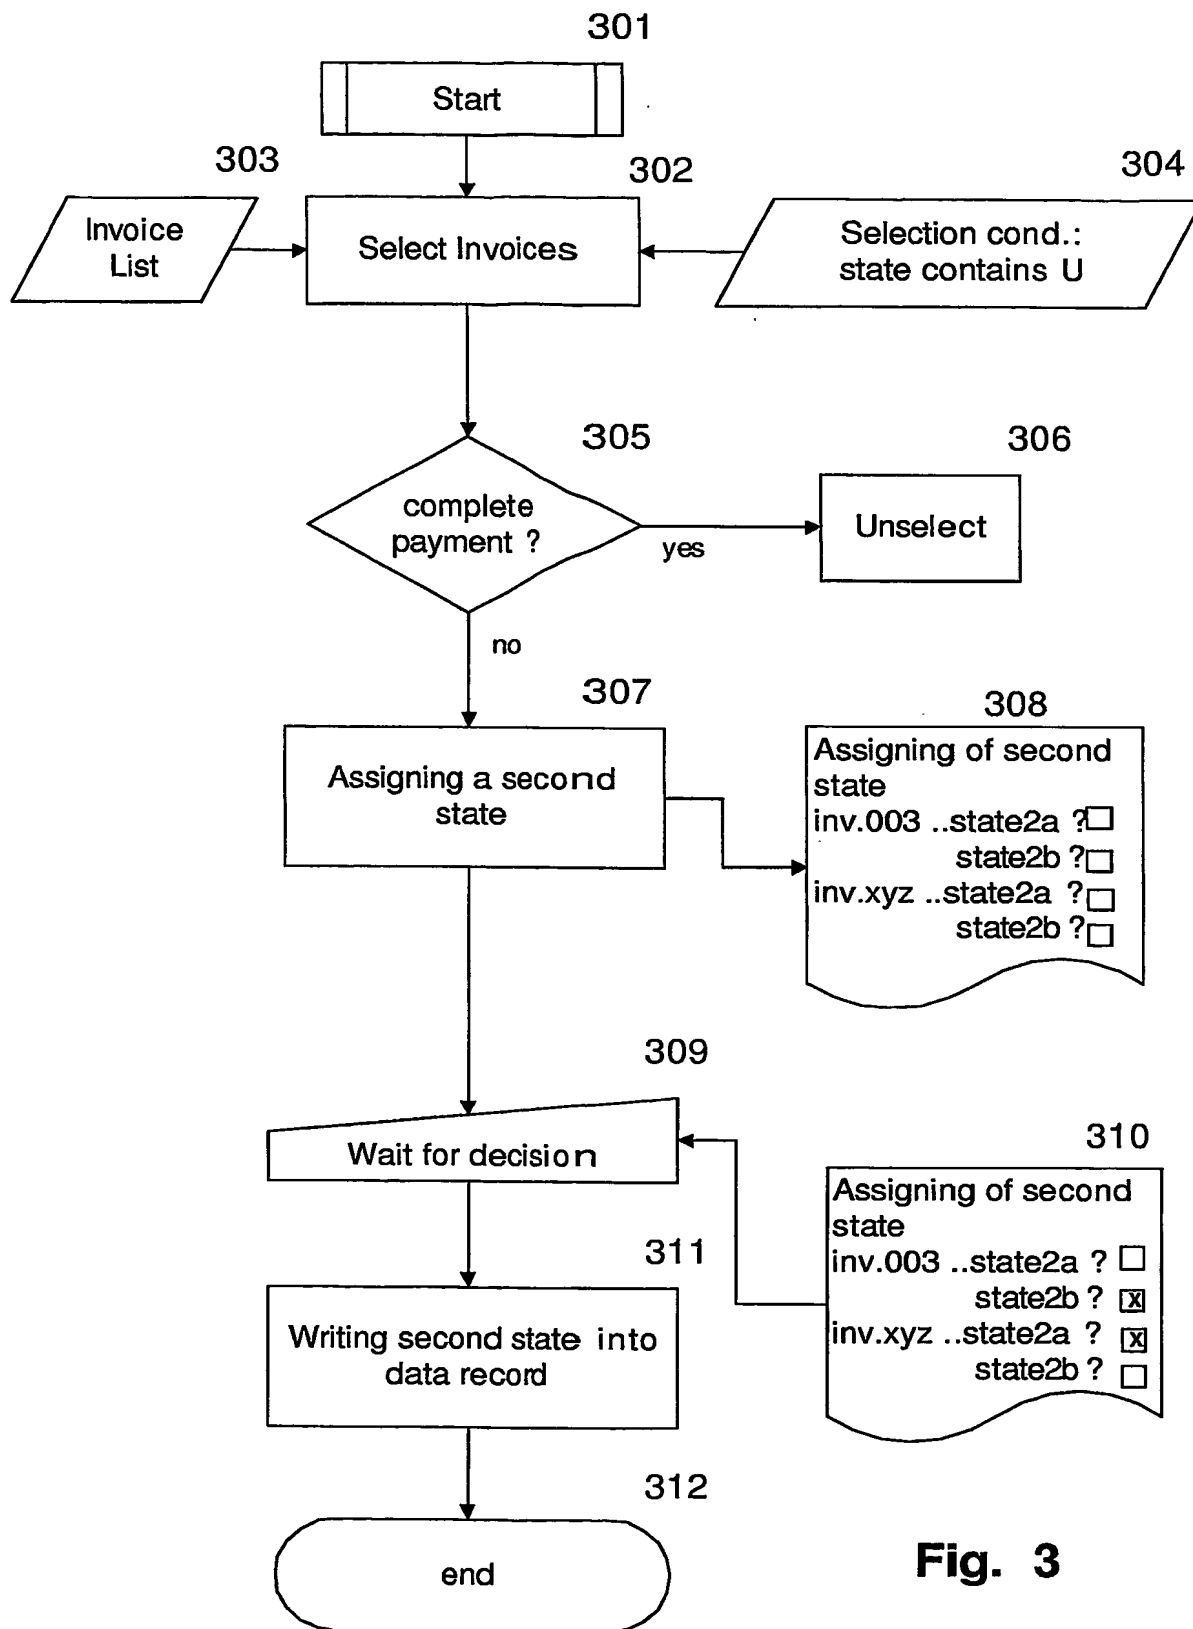 301
Start
303
302
304
Invoice
List
Select Invoices
Selection cond.:
state contains U
305
306
complete
payment ?
yes
Unselect
no
307
308
Assigning a second
state
Assigning of second
state
inv.003 ..state2a ?
state2b ?
inv.xyz ..state2a ?
state2b ?
309
Wait for decision
310
Assigning of second
state
inv.003 ..state2a ?
state2b ? x
inv.xyz ..state2a ? x
state2b ?
311
Writing second state into
data record
312
end
Fig. 3